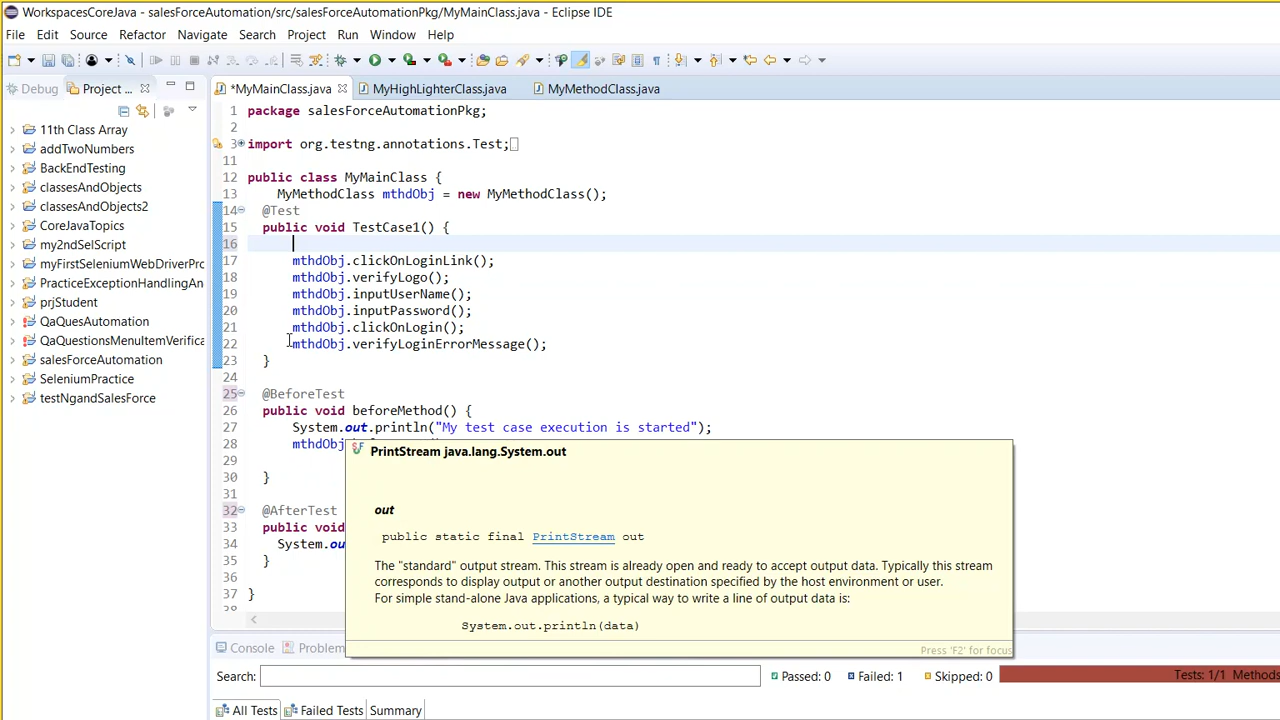 WorkspacesCoreJava - salesForceAutomation/src/salesForceAutomationPkg/MyMainClass.java - Eclipse IDE
File Edit Source Refactor Navigate Search Project Run Window Help
Debug Project ... *MyMainClass.java MyHighLighterClass.java MyMethodClass.java
11th Class Array
addTwoNumbers
BackEndTesting
classesAndObjects
classesAndObjects2
CoreJavaTopics
my2ndSelScript
myFirstSeleniumWebDriverPrc
PracticeExceptionHandlingAn
prjStudent
QaQuesAutomation
QaQuestionsMenuItemVerifica
salesForceAutomation
SeleniumPractice
testNgandSalesForce
1 package salesForceAutomationPkg;
2
3 import org.testng.annotations.Test;
11
12 public class MyMainClass {
13 MyMethodClass mthdObj = new MyMethodClass();
14 @Test
15 public void TestCase1() {
16
17 mthdObj.clickOnLoginLink();
18 mthdObj.verifyLogo();
19 mthdObj.inputUserName();
20 mthdObj.inputPassword();
21 mthdObj.clickOnLogin();
22 mthdObj.verifyLoginErrorMessage();
23 }
24
25 @BeforeTest
26 public void beforeMethod() {
27 System.out.println("My test case execution is started");
28 mthdObj
29
30 }
31
32 @AfterTest
33 public void
34 System.ou
35 }
36
37 }
38
PrintStream java.lang.System.out
out
public static final PrintStream out
The "standard" output stream. This stream is already open and ready to accept output data. Typically this stream
corresponds to display output or another output destination specified by the host environment or user.
For simple stand-alone Java applications, a typical way to write a line of output data is:
System.out.println(data)
Press 'F2' for focus
Console Problem
Search: Passed: 0 Failed: 1 Skipped: 0 Tests: 1/1 Methods
All Tests Failed Tests Summary